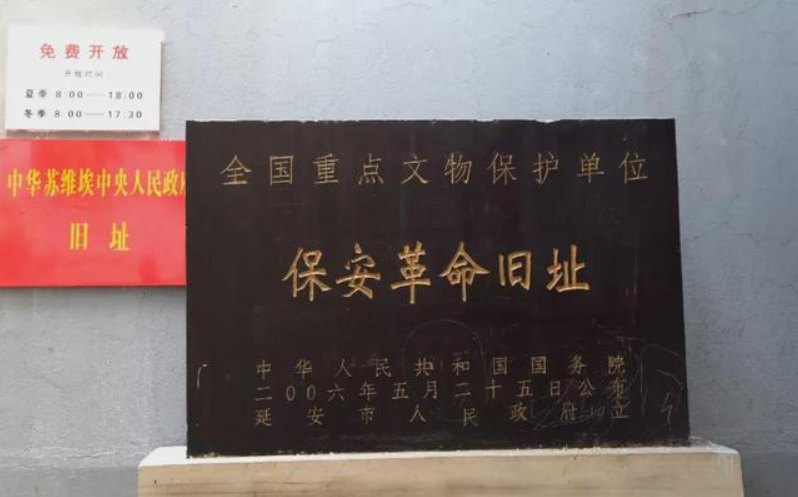 免费开放
开放时间
夏季 8:00——18:00
冬季 8:00——17:30
中华苏维埃中央人民政府
旧址
全国重点文物保护单位
保安革命旧址
中华人民共和国国务院
二00六年五月二十五日公布
延安市人民政府立